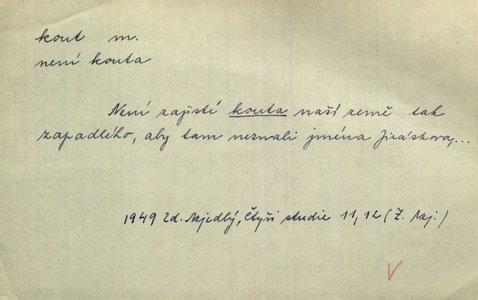 kout m.
není kouta
Není zajisté kouta naší země tak
zapadlého, aby tam neznali jména Jiráskova,...
1949 Zd. Nejedlý, Čtyři studie 11, 12 (Z. Naj.)
V